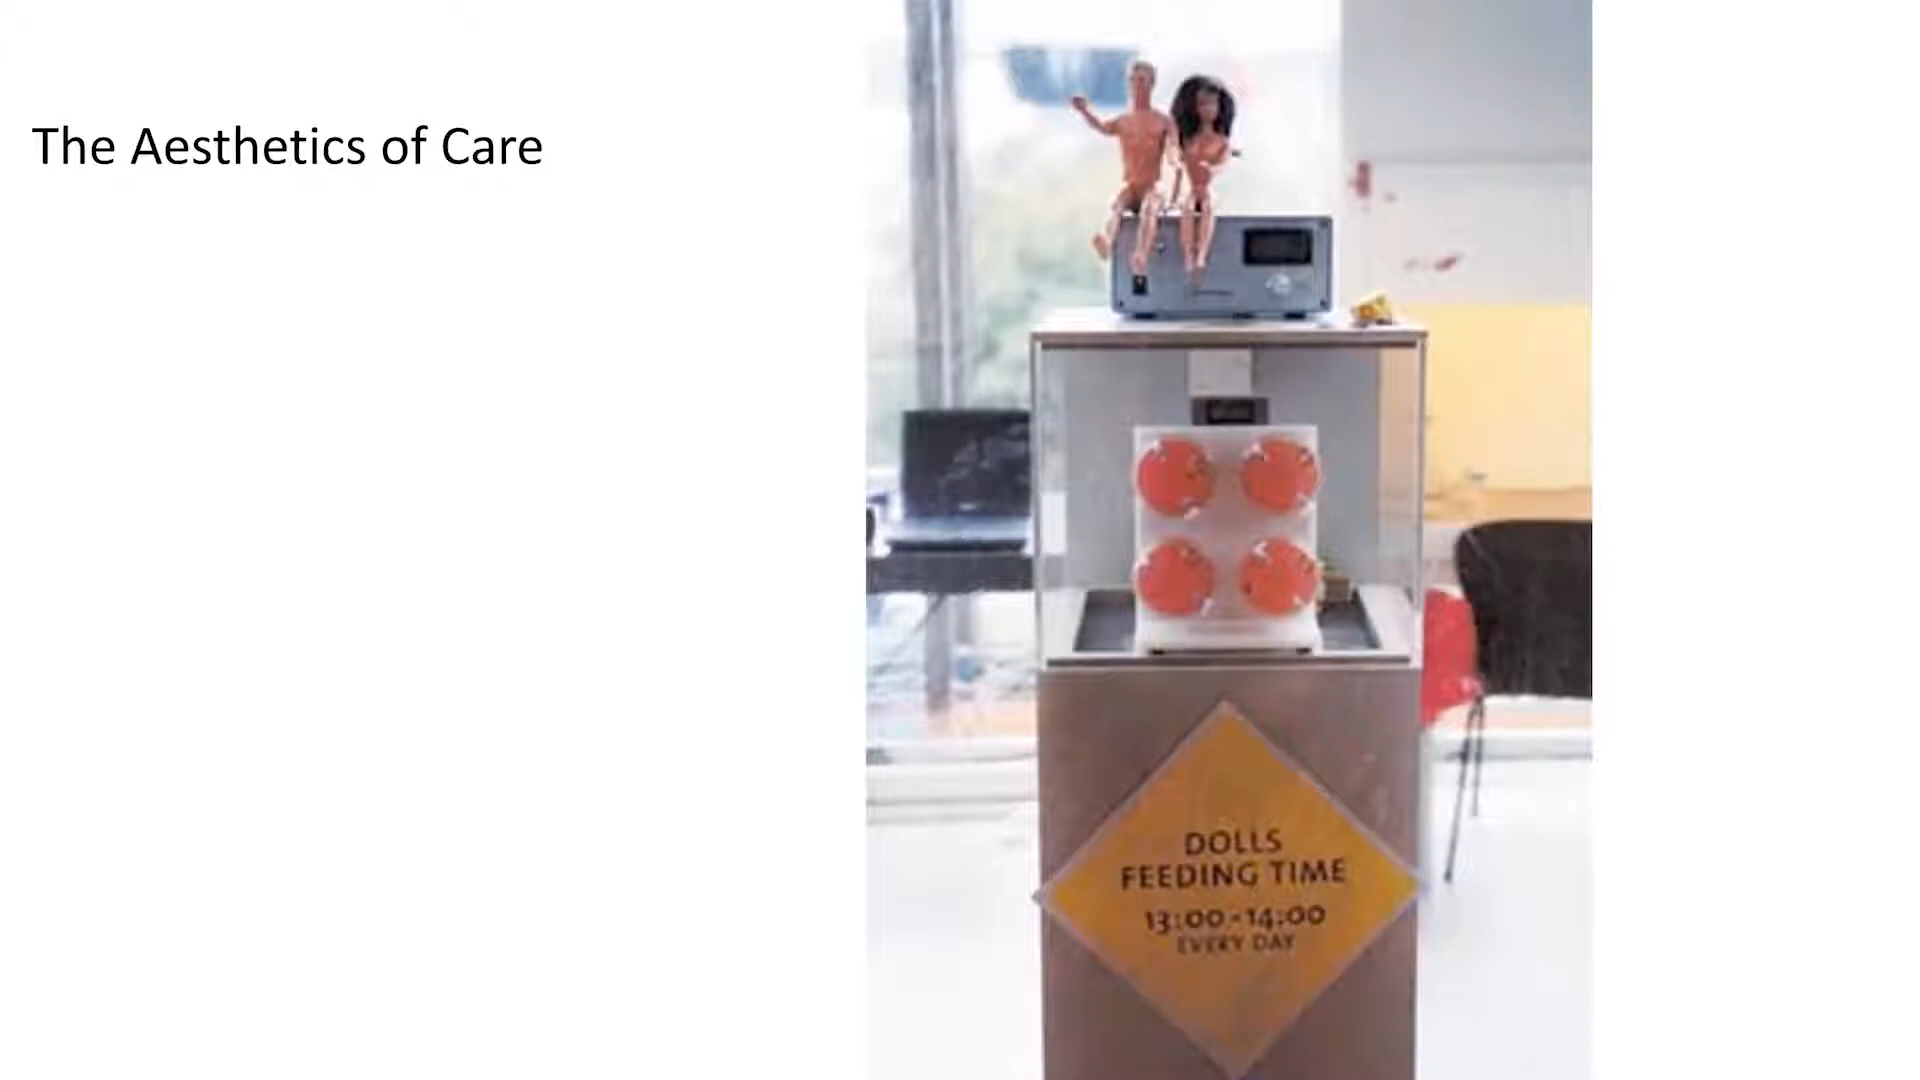 The Aesthetics of Care
DOLLS
FEEDING TIME
13:00-14:00
EVERY DAY